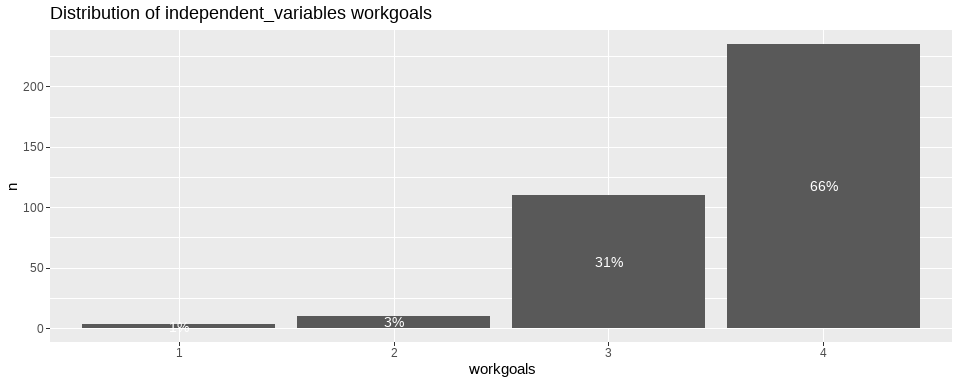 Distribution of independent_variables workgoals
n
200
150
100
50
0
66%
31%
3%
1%
1 2 3 4
workgoals